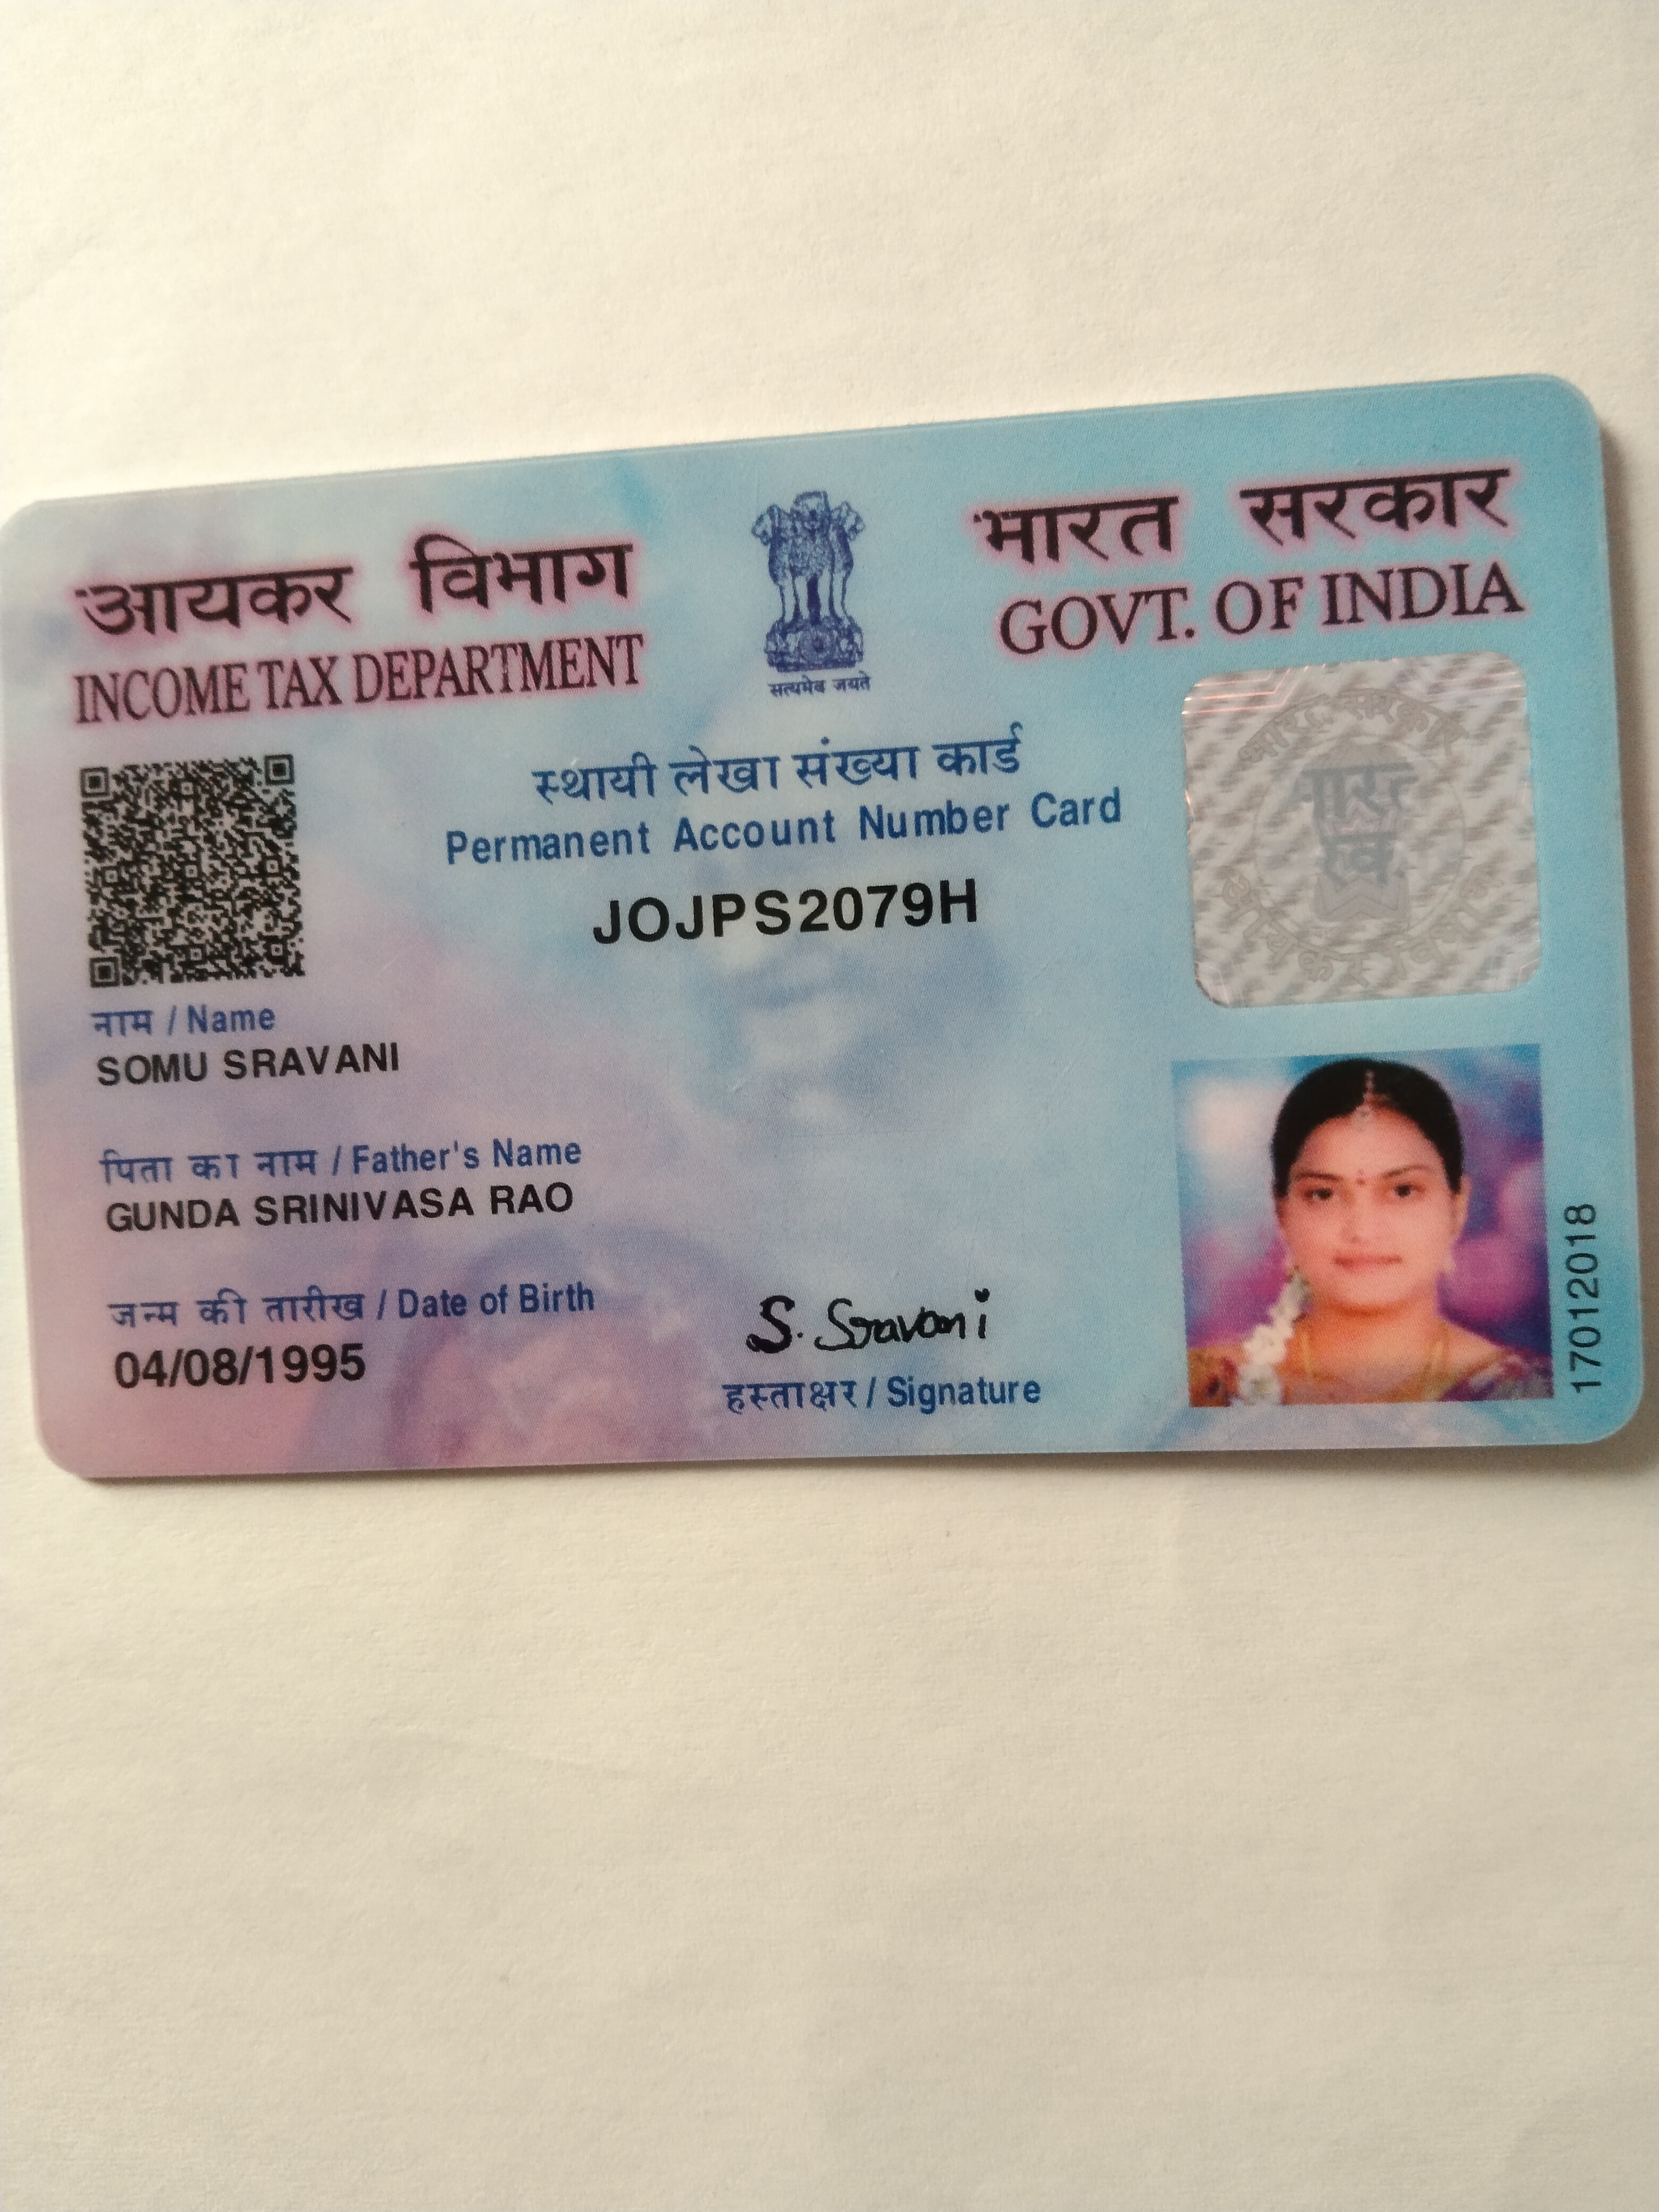 आयकर विभाग
INCOME TAX DEPARTMENT
सत्यमेव जयते
भारत सरकार
GOVT. OF INDIA
स्थायी लेखा संख्या कार्ड
Permanent Account Number Card
JOJPS2079H
नाम / Name
SOMU SRAVANI
पिता का नाम / Father's Name
GUNDA SRINIVASA RAO
जन्म की तारीख / Date of Birth
04/08/1995
S. Sravani
हस्ताक्षर / Signature
17012018